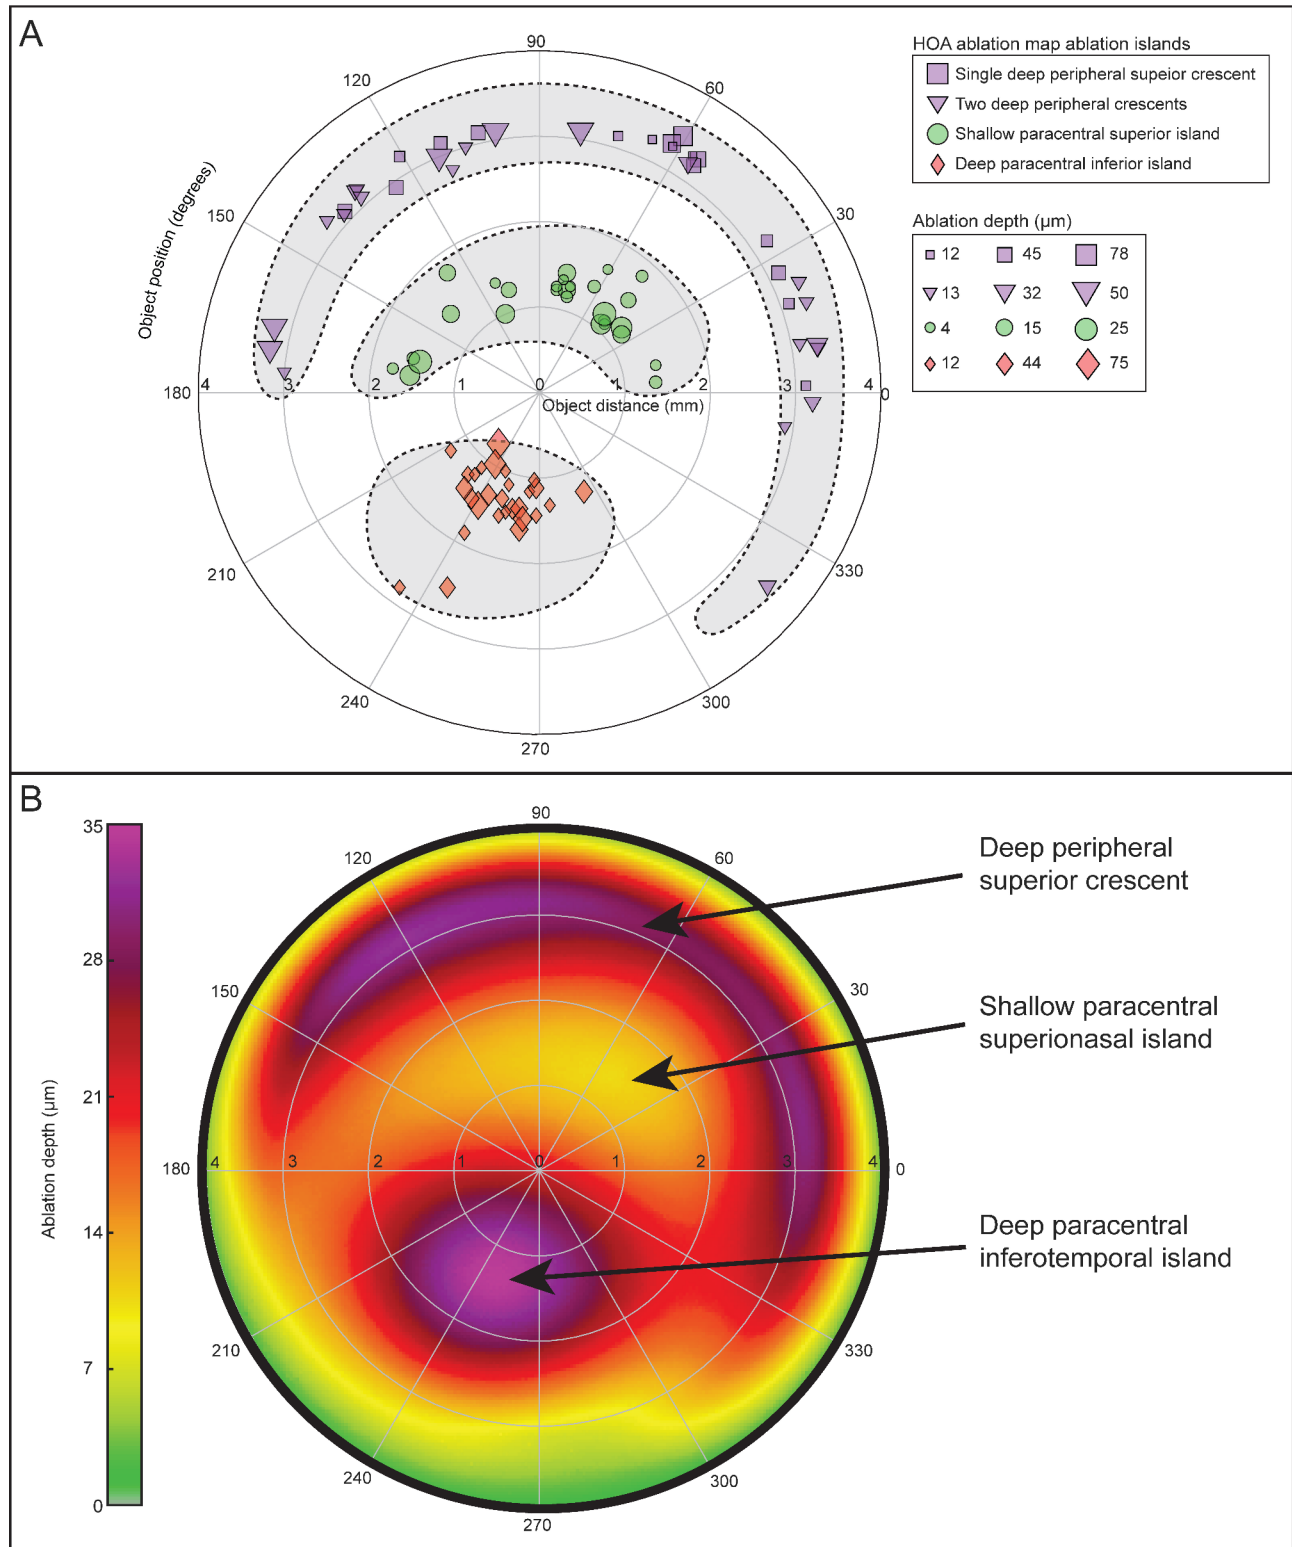 A
90
120
60
HOA ablation map ablation islands
Single deep peripheral supeior crescent
Two deep peripheral crescents
Shallow paracentral superior island
Deep paracentral inferior island
Object position (degrees)
150
30
Ablation depth (µm)
12 45 78
13 32 50
4 15 25
12 44 75
180 4 3 2 1 0 1 2 3 4 0
Object distance (mm)
210
330
240
300
270
B
35
28
21
14
7
0
Ablation depth (µm)
90
120
60
150
30
180 4 3 2 1 0 1 2 3 4 0
210
330
240
300
270
Deep peripheral
superior crescent
Shallow paracentral
superionasal island
Deep paracentral
inferotemporal island